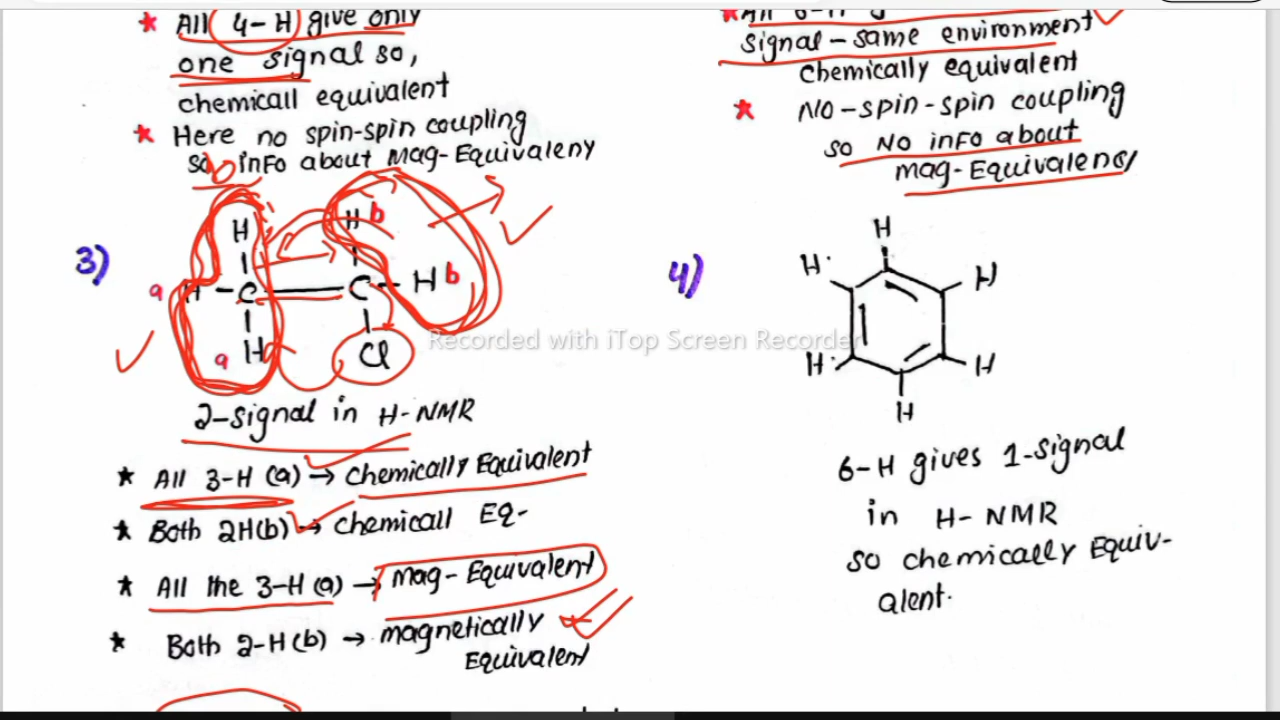 * All 4-H give only
one signal so,
chemicall equivalent
* Here no spin-spin coupling
so info about Mag-Equivaleny
3)
H
H b
a H - C - C - H b
a H
Cl
2-signal in H-NMR
* All 3-H (a) → Chemically Equivalent
* Both 2H(b) → chemicall Eq-
* All the 3-H (a) → Mag-Equivalent
* Both 2-H(b) → magnetically
Equivalent
signal - same environment
chemically equivalent
* NO-spin-spin coupling
so NO info about
mag-Equivalency
4)
H
H
H
H
H
H
6-H gives 1-signal
in H-NMR
so chemically Equiv-
alent.
Recorded with iTop Screen Recorder